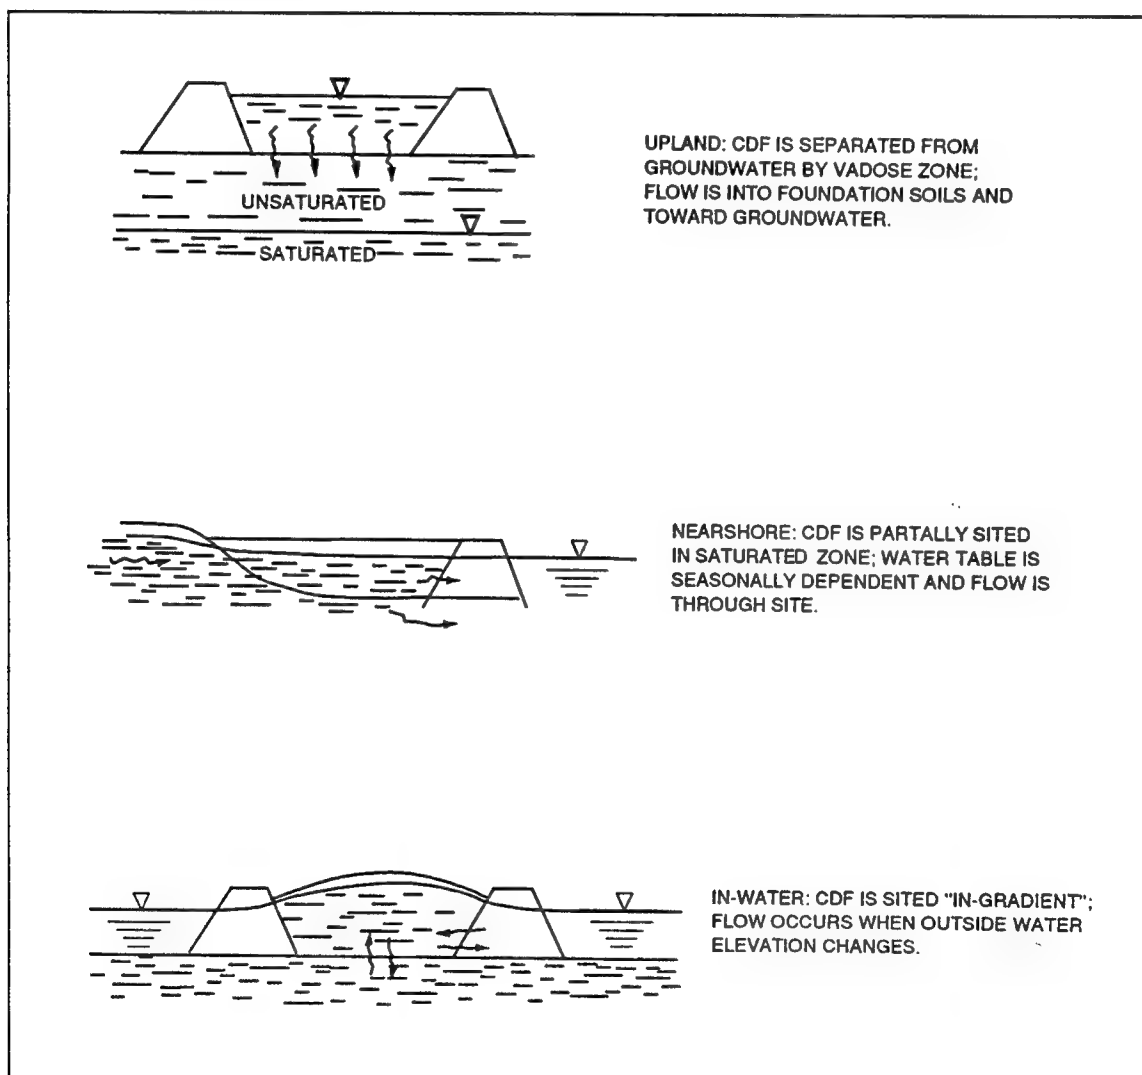 UPLAND: CDF IS SEPARATED FROM
GROUNDWATER BY VADOSE ZONE;
FLOW IS INTO FOUNDATION SOILS AND
TOWARD GROUNDWATER.
UNSATURATED
SATURATED
NEARSHORE: CDF IS PARTALLY SITED
IN SATURATED ZONE; WATER TABLE IS
SEASONALLY DEPENDENT AND FLOW IS
THROUGH SITE.
IN-WATER: CDF IS SITED "IN-GRADIENT";
FLOW OCCURS WHEN OUTSIDE WATER
ELEVATION CHANGES.